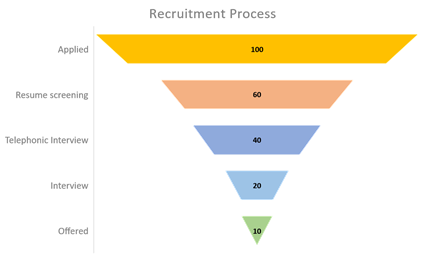 Recruitment Process
Applied 100
Resume screening 60
Telephonic Interview 40
Interview 20
Offered 10